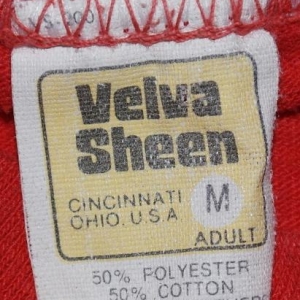 Velva
Sheen
CINCINNATI M
OHIO. U.S.A
ADULT
50% POLYESTER
50% COTTON